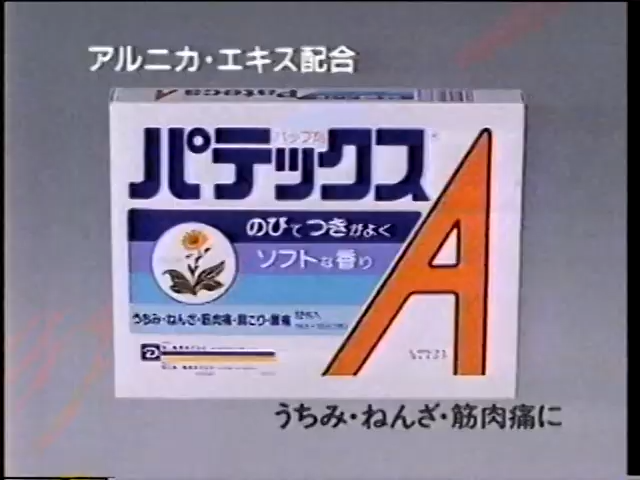 アルニカ・エキス配合
パップ剤
パテックス
A
のびてつきがよく
ソフトな香り
うちみ・ねんざ・筋肉痛・肩こり・腰痛
うちみ・ねんざ・筋肉痛に